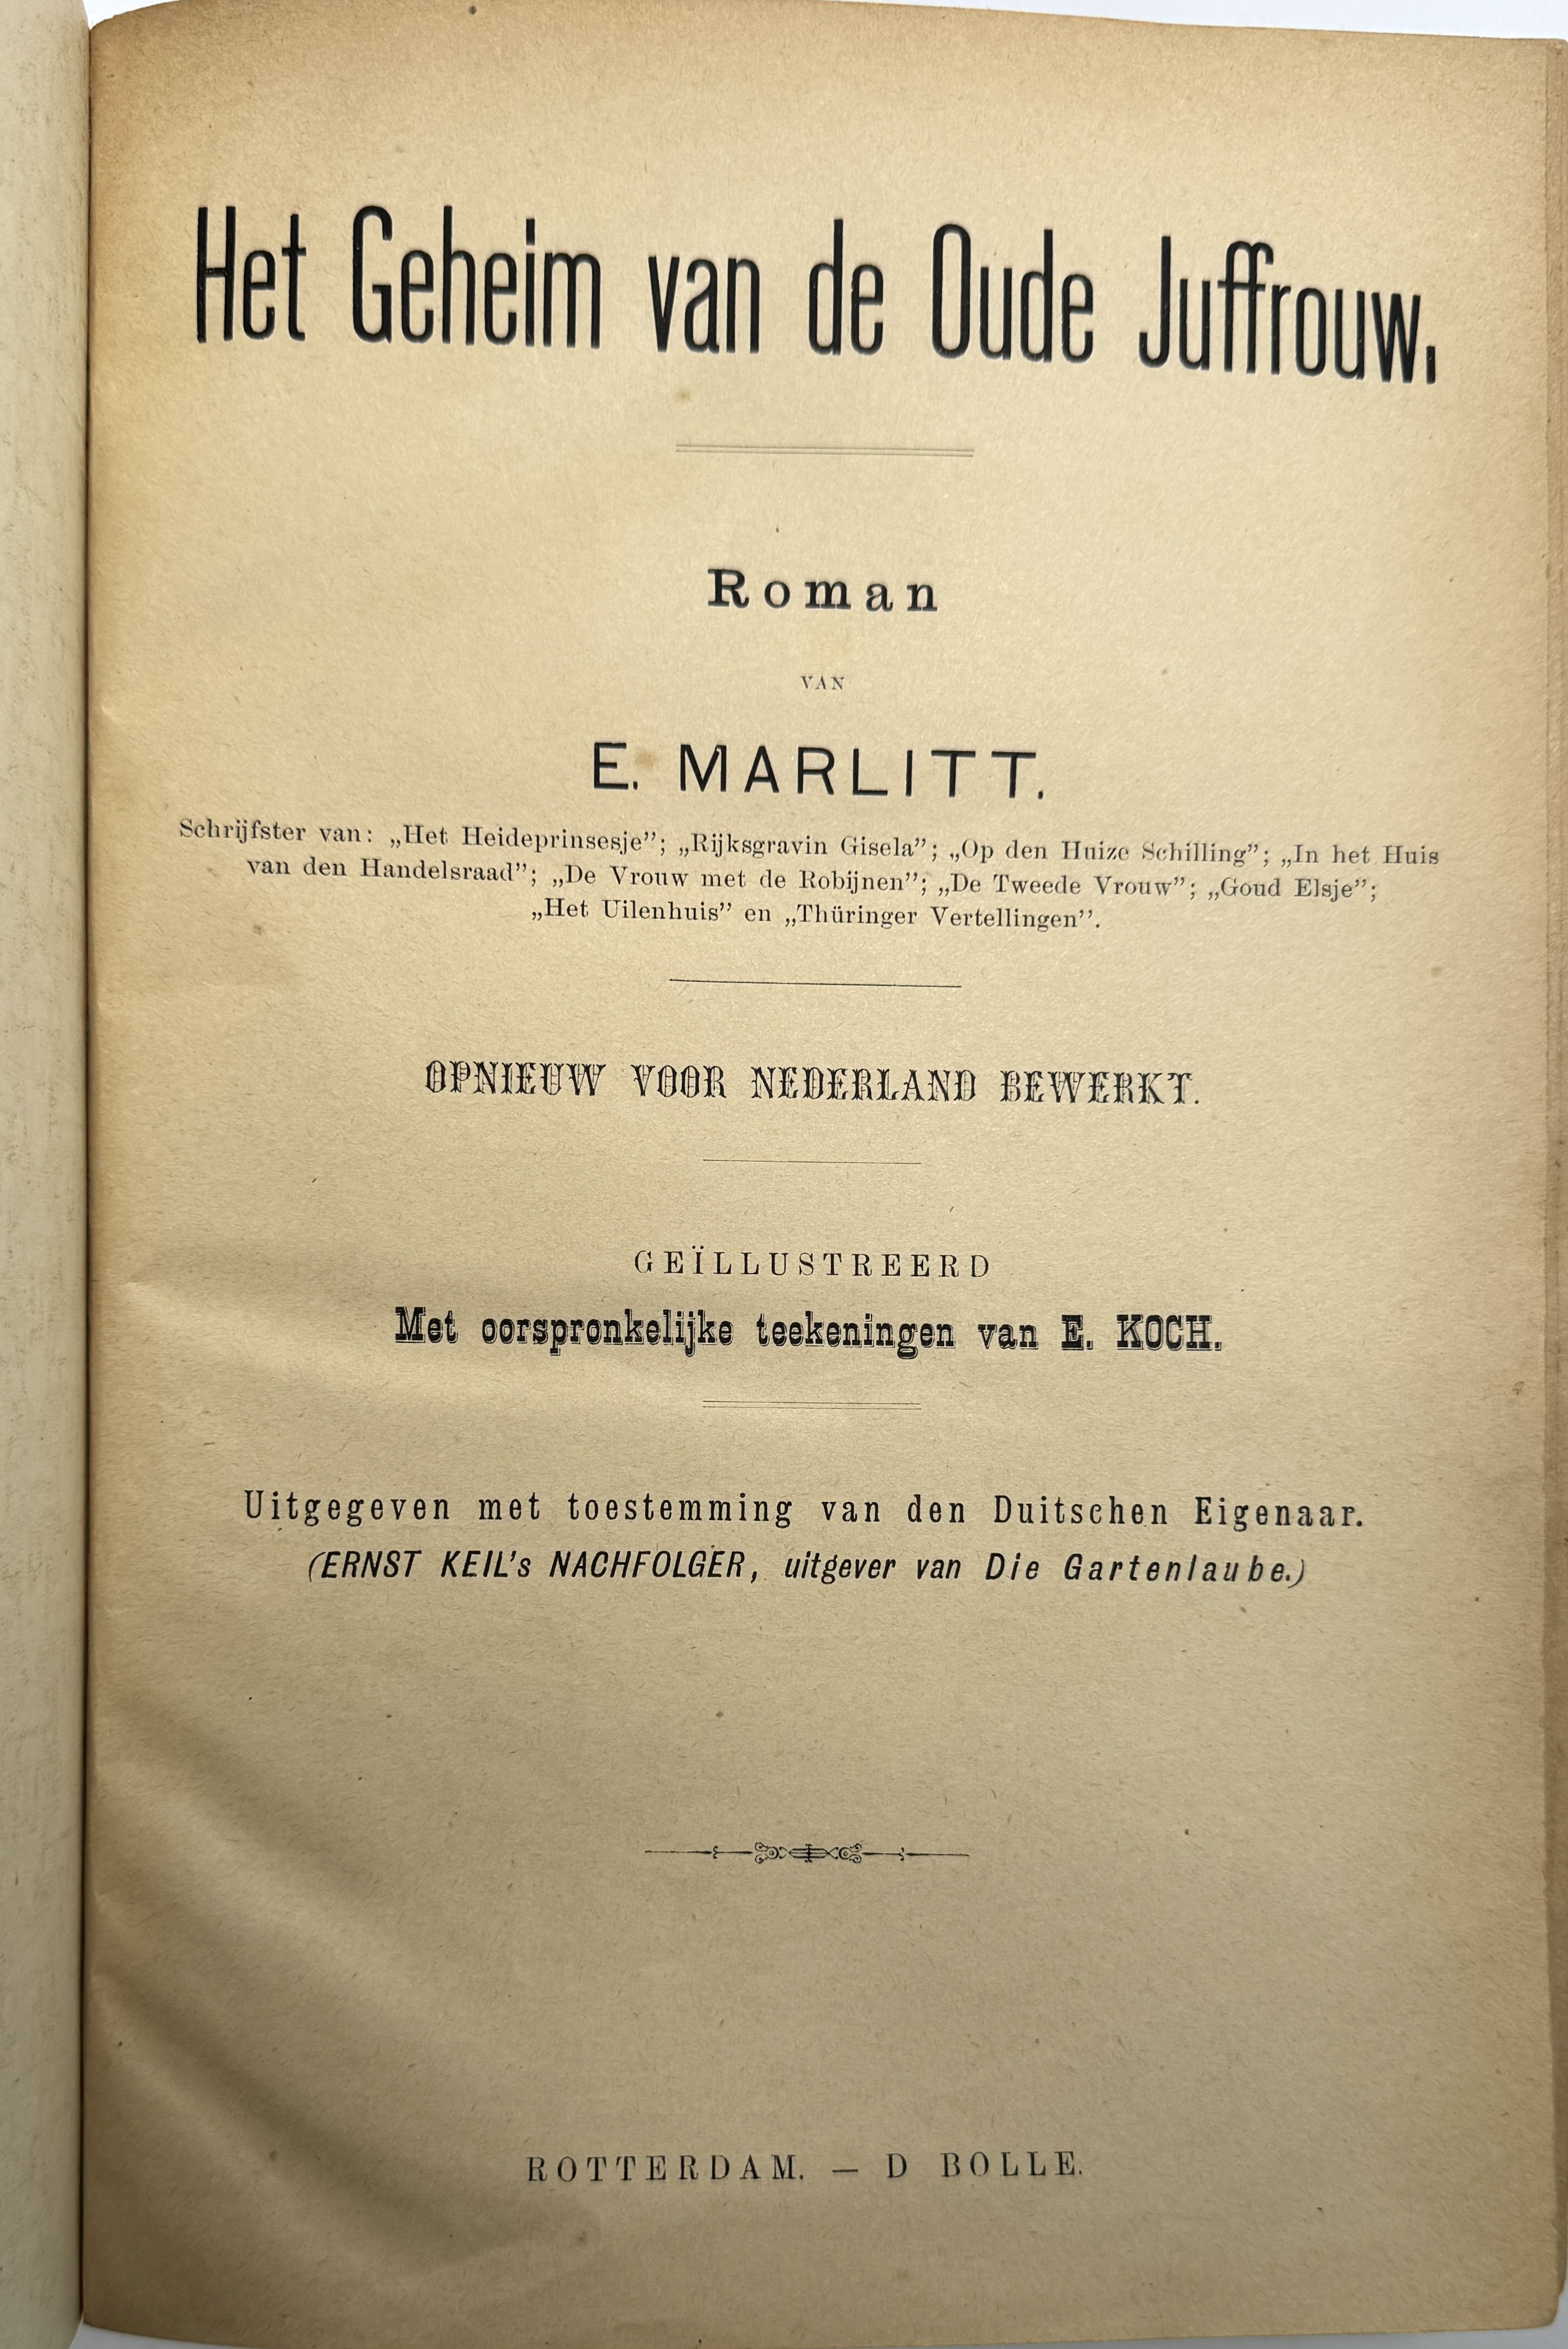 Het Geheim van de Oude Juffrouw.
Roman
VAN
E. MARLITT.
Schrijfster van: „Het Heideprinsesje”; „Rijksgravin Gisela”; „Op den Huize Schilling”; „In het Huis
van den Handelsraad”; „De Vrouw met de Robijnen”; „De Tweede Vrouw”; „Goud Elsje”;
„Het Uilenhuis” en „Thüringer Vertellingen”.
OPNIEUW VOOR NEDERLAND BEWERKT.
GEÏLLUSTREERD
Met oorspronkelijke teekeningen van E. KOCH.
Uitgegeven met toestemming van den Duitschen Eigenaar.
(ERNST KEIL's NACHFOLGER, uitgever van Die Gartenlaube.)
ROTTERDAM. — D BOLLE.